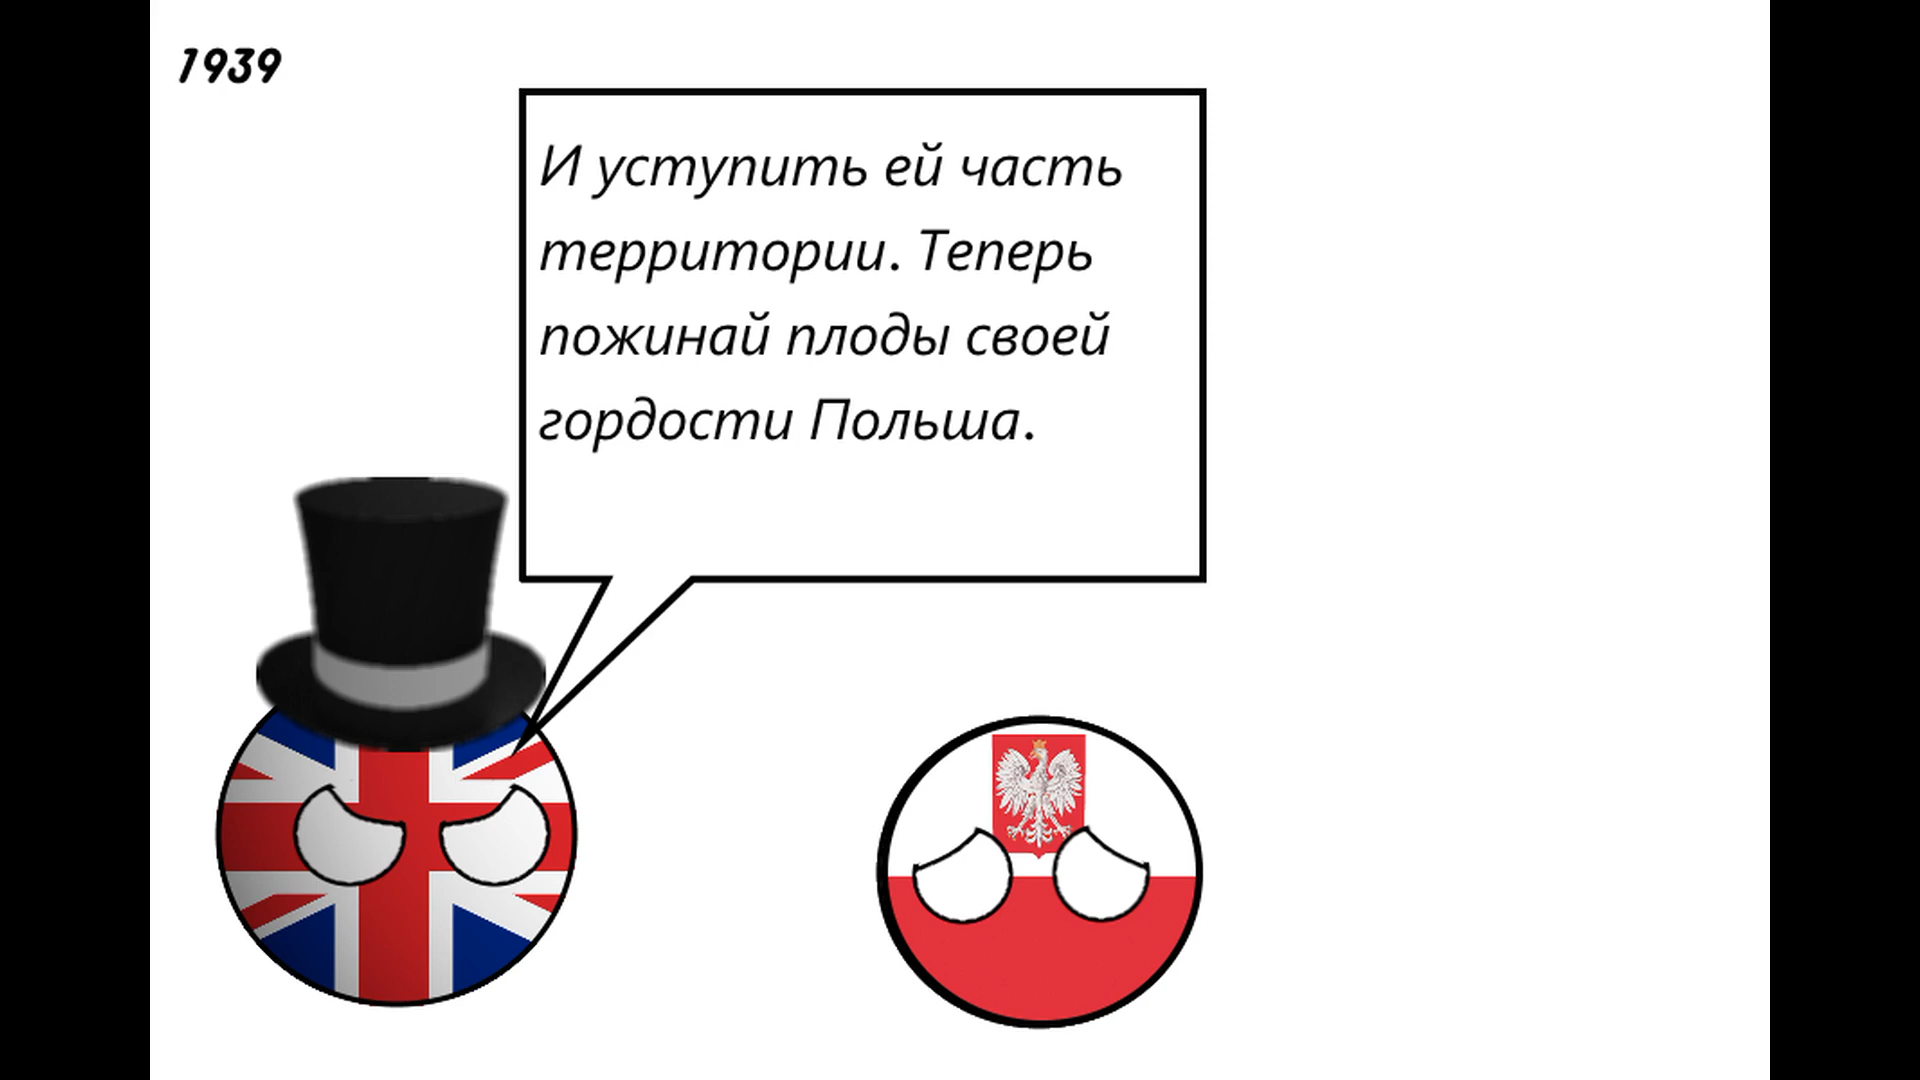 1939
И уступить ей часть
территории. Теперь
пожинай плоды своей
гордости Польша.